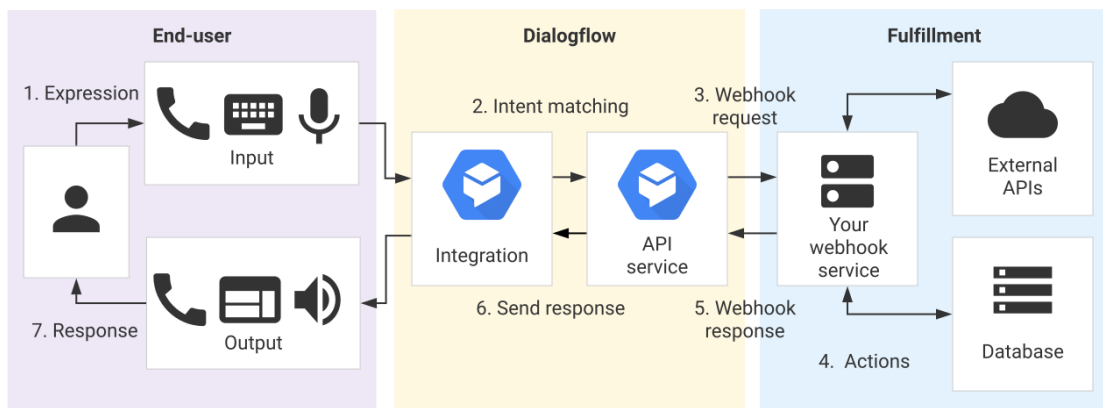 End-user
Dialogflow
Fulfillment
1. Expression
Input
2. Intent matching
3. Webhook
request
External
APIs
Integration
API
service
Your
webhook
service
7. Response
Output
6. Send response
5. Webhook
response
4.  Actions
Database